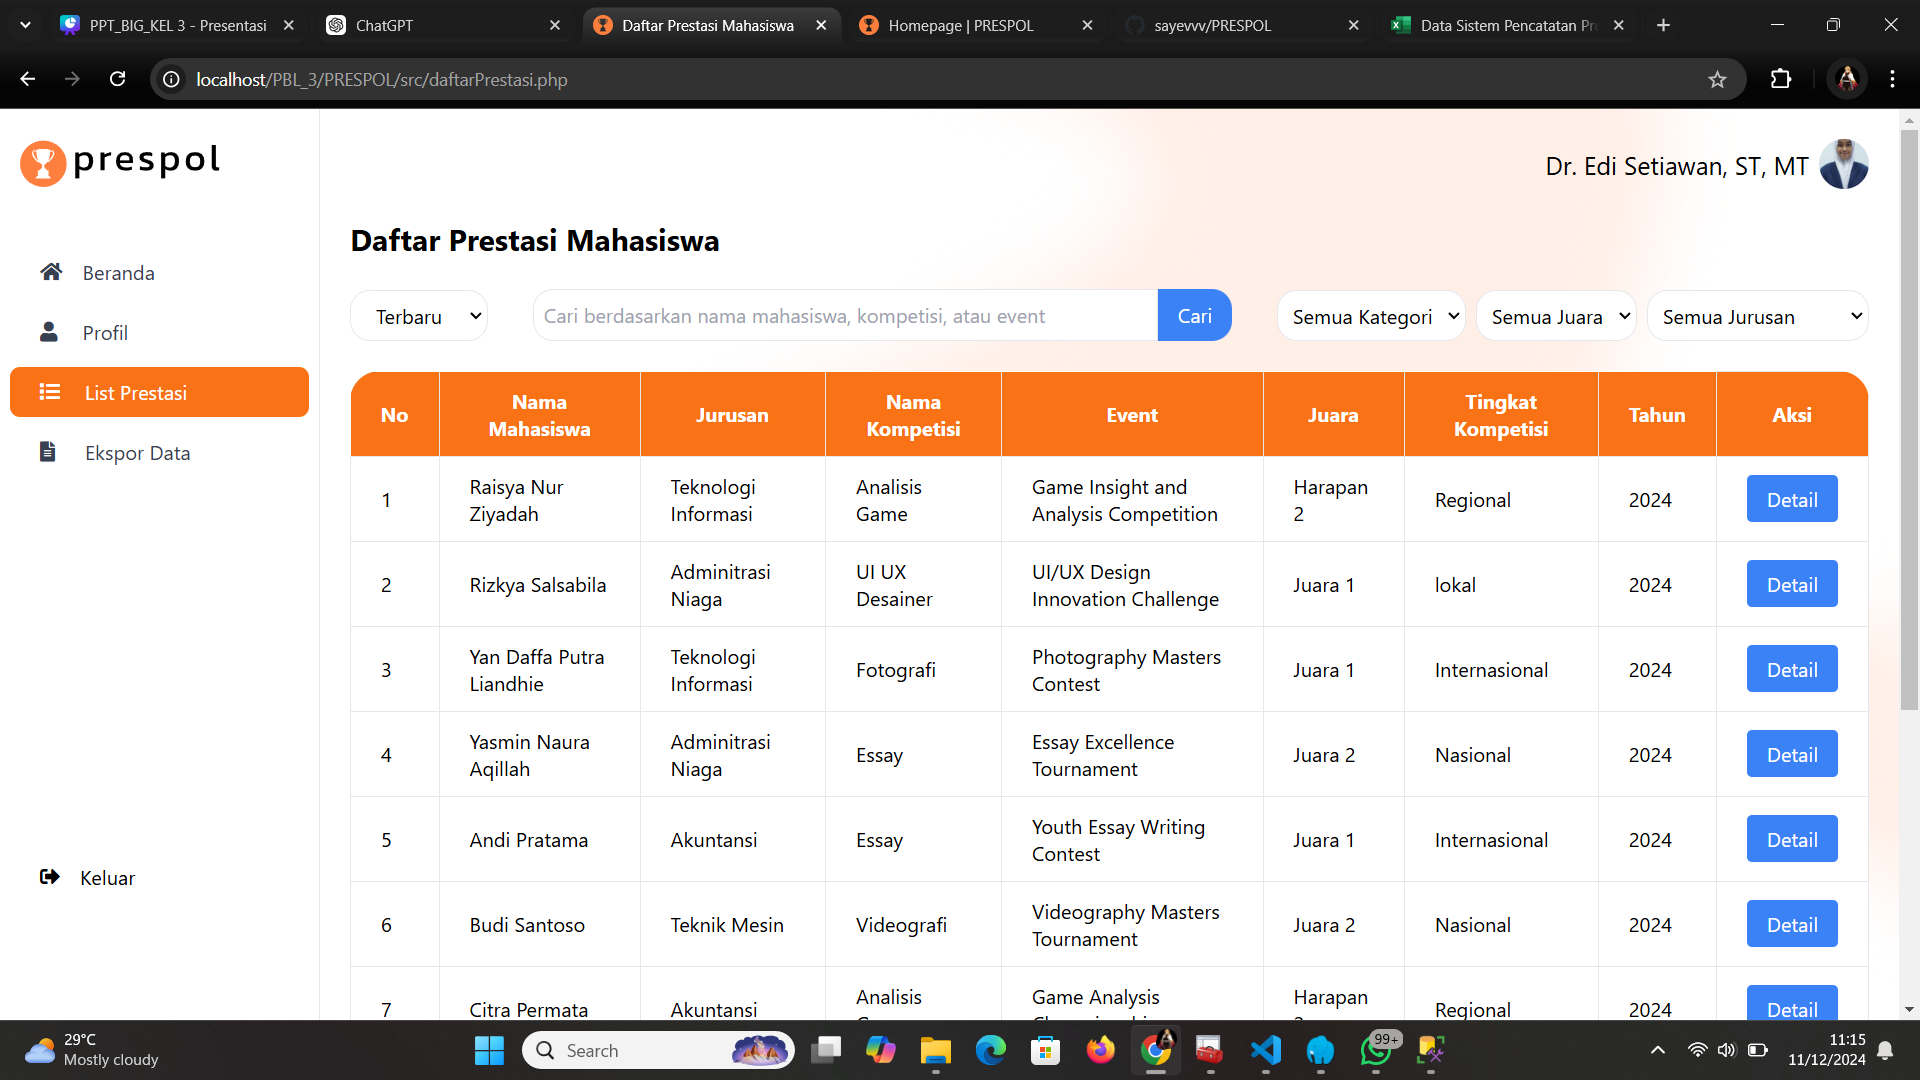 PPT_BIG_KEL 3 - Presentasi
ChatGPT
Daftar Prestasi Mahasiswa
Homepage | PRESPOL
sayevvv/PRESPOL
Data Sistem Pencatatan Pr
localhost/PBL_3/PRESPOL/src/daftarPrestasi.php
prespol
Dr. Edi Setiawan, ST, MT
Beranda
Profil
List Prestasi
Ekspor Data
Keluar
Daftar Prestasi Mahasiswa
Terbaru
Cari berdasarkan nama mahasiswa, kompetisi, atau event
Cari
Semua Kategori
Semua Juara
Semua Jurusan
No
Nama
Mahasiswa
Jurusan
Nama
Kompetisi
Event
Juara
Tingkat
Kompetisi
Tahun
Aksi
1
Raisya Nur
Ziyadah
Teknologi
Informasi
Analisis
Game
Game Insight and
Analysis Competition
Harapan
2
Regional
2024
Detail
2
Rizkya Salsabila
Adminitrasi
Niaga
UI UX
Desainer
UI/UX Design
Innovation Challenge
Juara 1
lokal
2024
Detail
3
Yan Daffa Putra
Liandhie
Teknologi
Informasi
Fotografi
Photography Masters
Contest
Juara 1
Internasional
2024
Detail
4
Yasmin Naura
Aqillah
Adminitrasi
Niaga
Essay
Essay Excellence
Tournament
Juara 2
Nasional
2024
Detail
5
Andi Pratama
Akuntansi
Essay
Youth Essay Writing
Contest
Juara 1
Internasional
2024
Detail
6
Budi Santoso
Teknik Mesin
Videografi
Videography Masters
Tournament
Juara 2
Nasional
2024
Detail
7
Citra Permata
Akuntansi
Analisis
Game Analysis
Harapan
Regional
2024
Detail
29°C
Mostly cloudy
Search
99+
11:15
11/12/2024